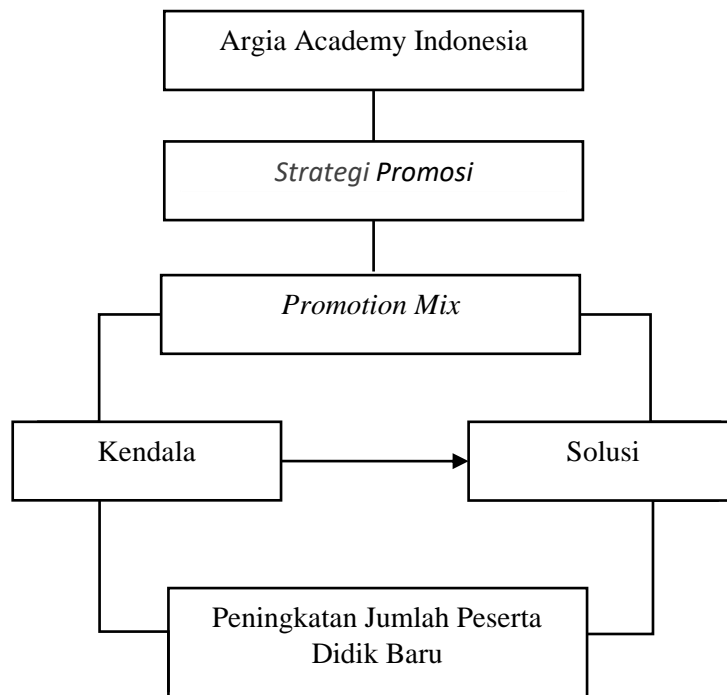 Argia Academy Indonesia
Strategi Promosi
Promotion Mix
Kendala
Solusi
Peningkatan Jumlah Peserta
Didik Baru